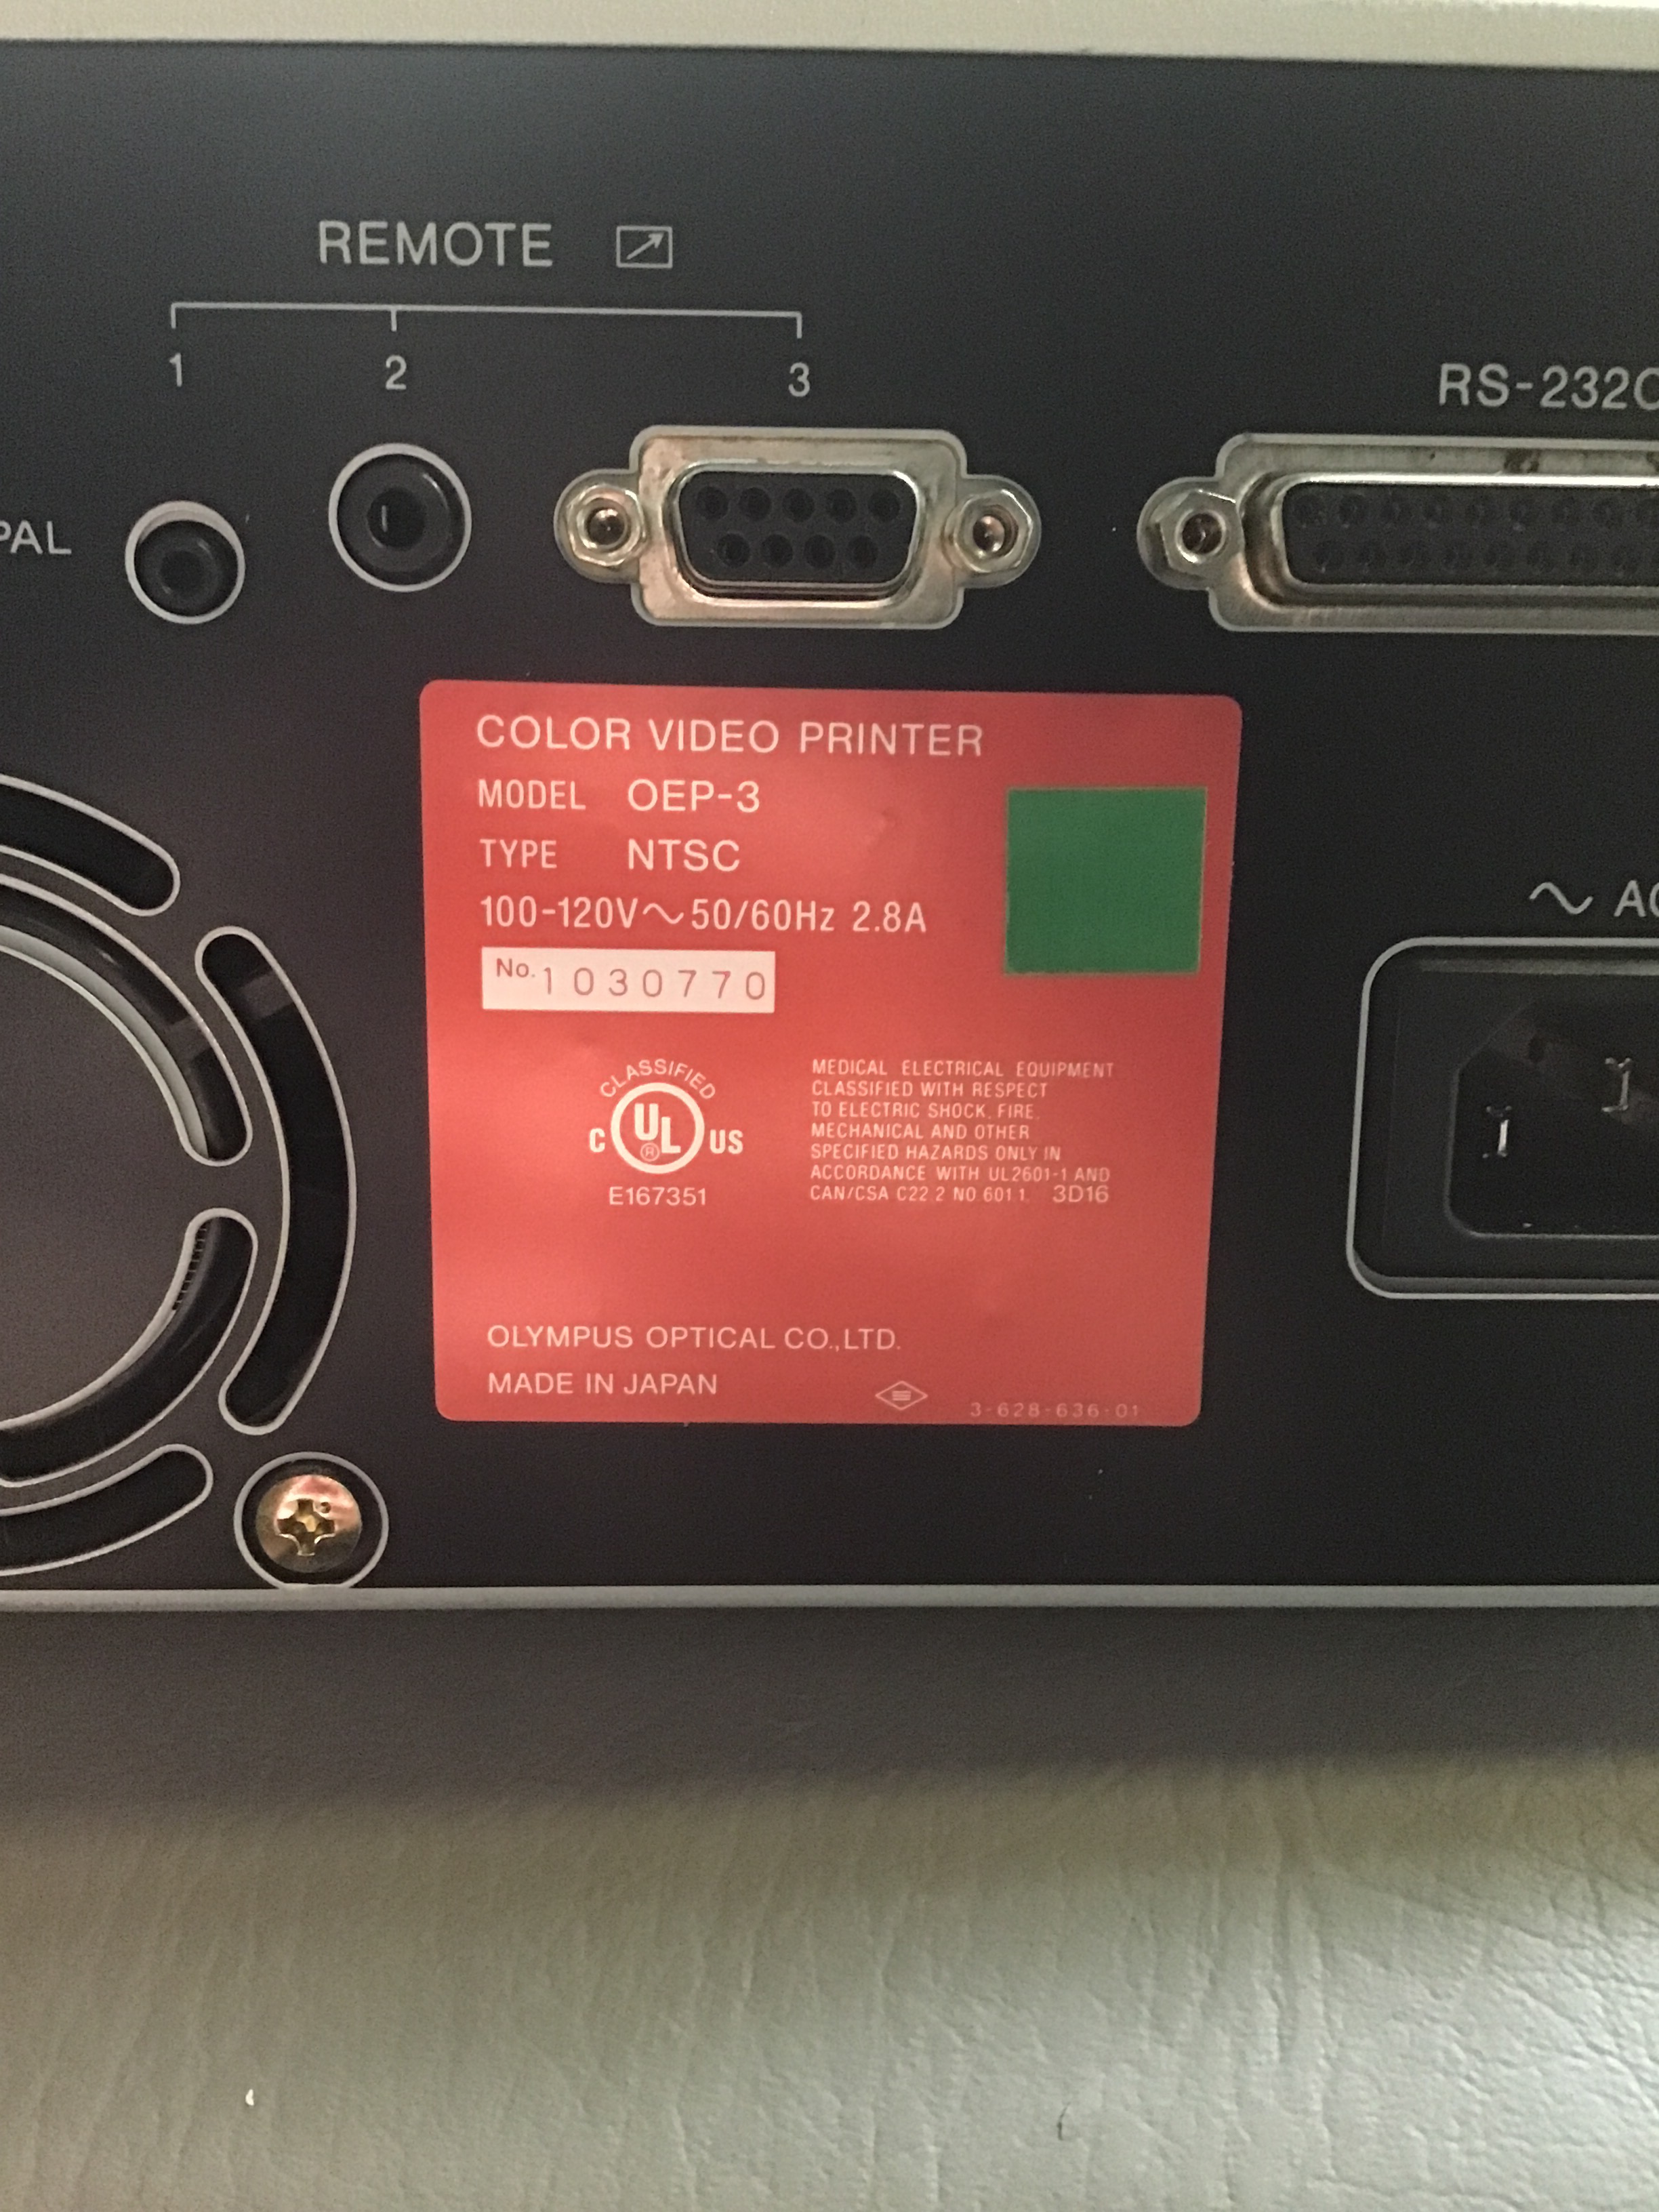 REMOTE
1 2 3
RS-232C
PAL
COLOR VIDEO PRINTER
MODEL OEP-3
TYPE NTSC
100-120V～50/60Hz 2.8A
No. 1030770
～ AC
CLASSIFIED
C UL ® US
E167351
MEDICAL ELECTRICAL EQUIPMENT
CLASSIFIED WITH RESPECT
TO ELECTRIC SHOCK, FIRE,
MECHANICAL AND OTHER
SPECIFIED HAZARDS ONLY IN
ACCORDANCE WITH UL2601-1 AND
CAN/CSA C22.2 NO.601.1. 3D16
OLYMPUS OPTICAL CO.,LTD.
MADE IN JAPAN
3-628-636-01